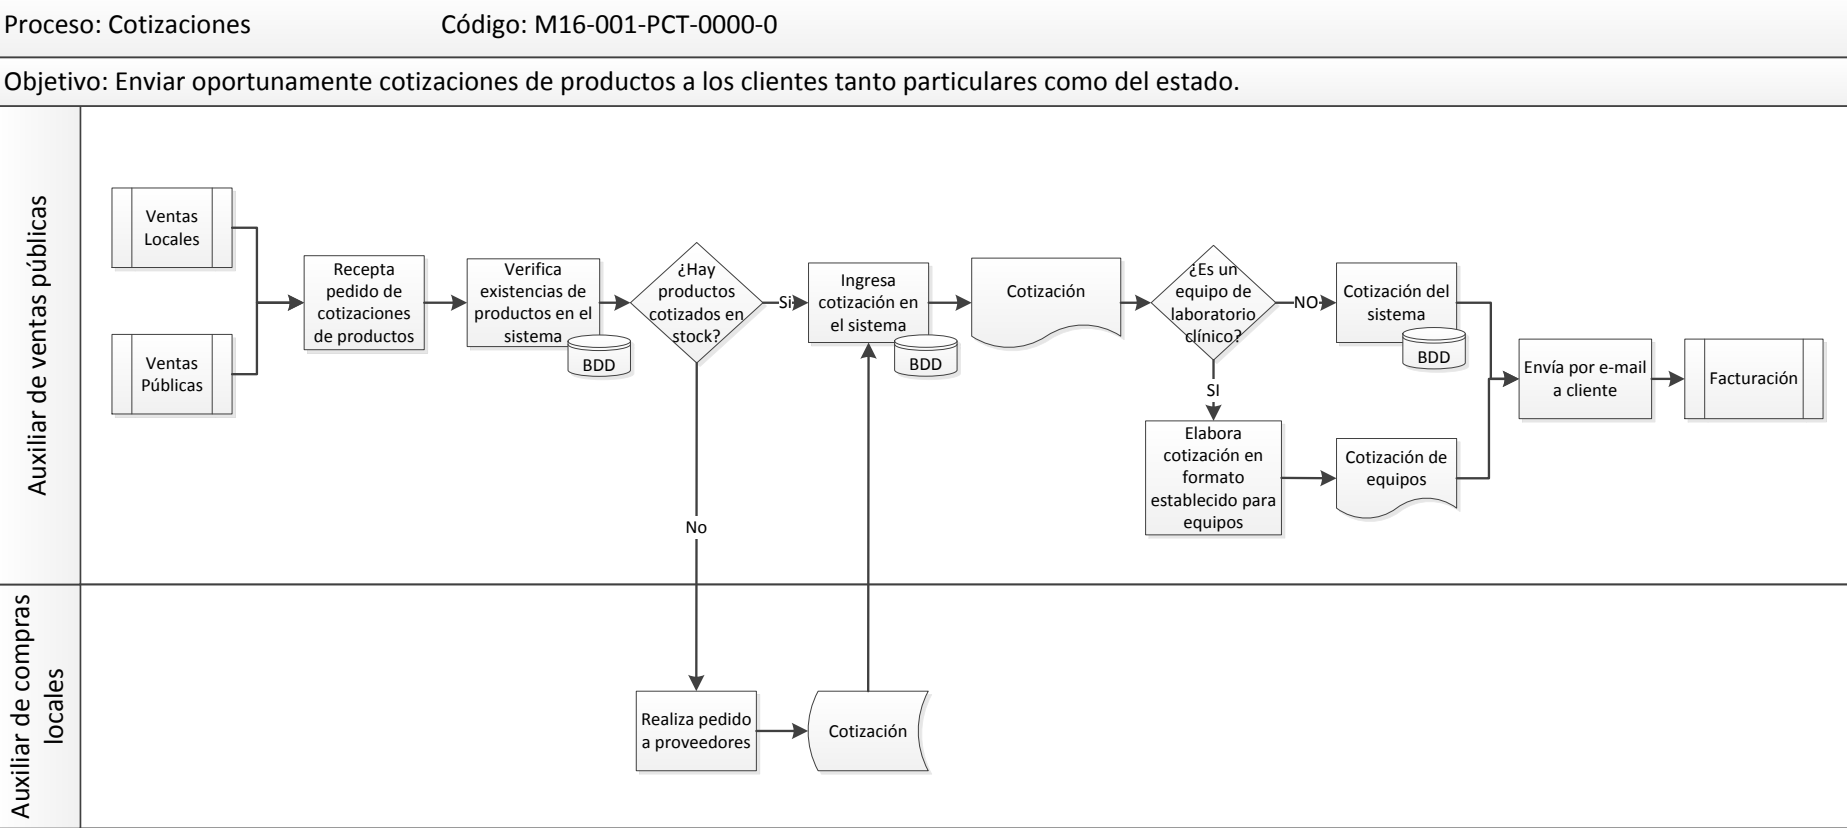 Proceso: Cotizaciones Código: M16-001-PCT-0000-0
Objetivo: Enviar oportunamente cotizaciones de productos a los clientes tanto particulares como del estado.
Auxiliar de ventas públicas
Ventas
Locales
Ventas
Públicas
Recepta
pedido de
cotizaciones
de productos
Verifica
existencias de
productos en el
sistema
BDD
¿Hay
productos
cotizados en
stock?
Si
No
Ingresa
cotización en
el sistema
BDD
Cotización
¿Es un
equipo de
laboratorio
clínico?
NO
SI
Cotización del
sistema
BDD
Elabora
cotización en
formato
establecido para
equipos
Cotización de
equipos
Envía por e-mail
a cliente
Facturación
Auxiliar de compras
locales
Realiza pedido
a proveedores
Cotización